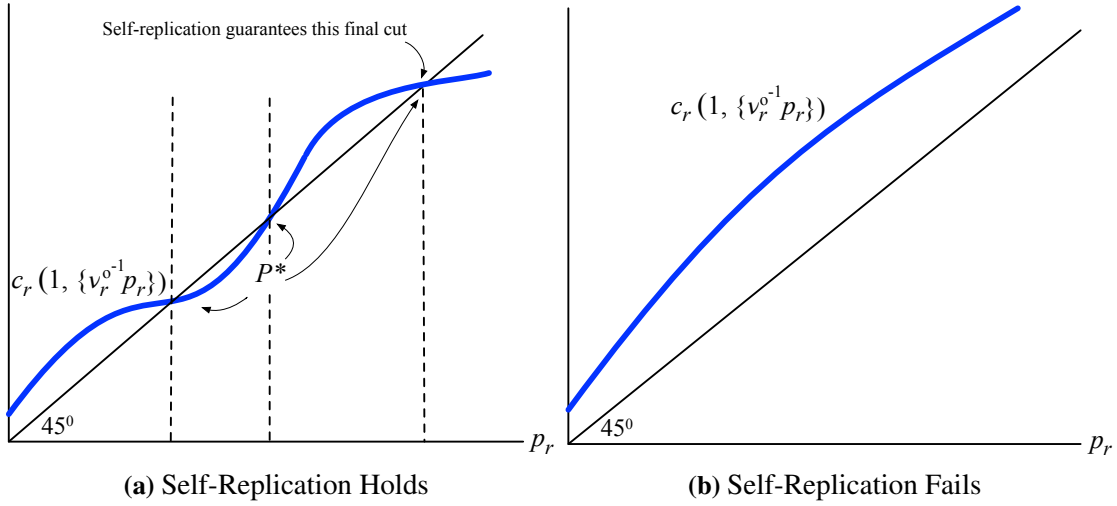 Self-replication guarantees this final cut
c_r (1, {ν_r^{o^{-1}} p_r})
P*
45⁰
p_r
(a) Self-Replication Holds
c_r (1, {ν_r^{o^{-1}} p_r})
45⁰
p_r
(b) Self-Replication Fails